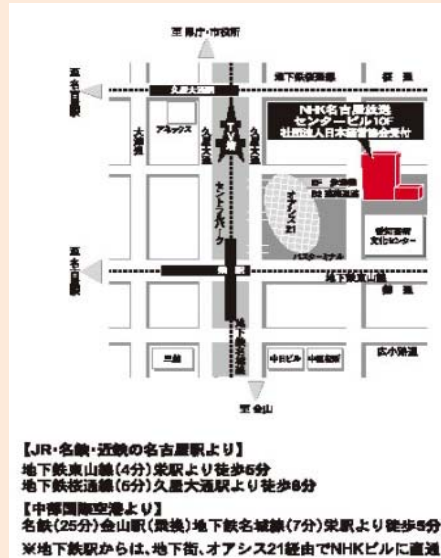 至 県庁・市役所
至 名古屋駅
久屋大通駅
地下鉄桜通線
桜通
アネックス
大津通
久屋大通
久屋大通
NHK名古屋放送
センタービル10F
社団法人日本経営協会受付
セントラルパーク
オアシス21
愛知芸術
文化センター
バスターミナル
至 名古屋駅
栄駅
地下鉄東山線
錦通
三越
地下鉄名城線
中日ビル
広小路通
至 金山
【JR・名鉄・近鉄の名古屋駅より】
地下鉄東山線(4分)栄駅より徒歩5分
地下鉄桜通線(5分)久屋大通駅より徒歩6分
【中部国際空港より】
名鉄(25分)金山駅(乗換)地下鉄名城線(7分)栄駅より徒歩5分
※地下鉄駅からは、地下街、オアシス21経由でNHKビルに直進